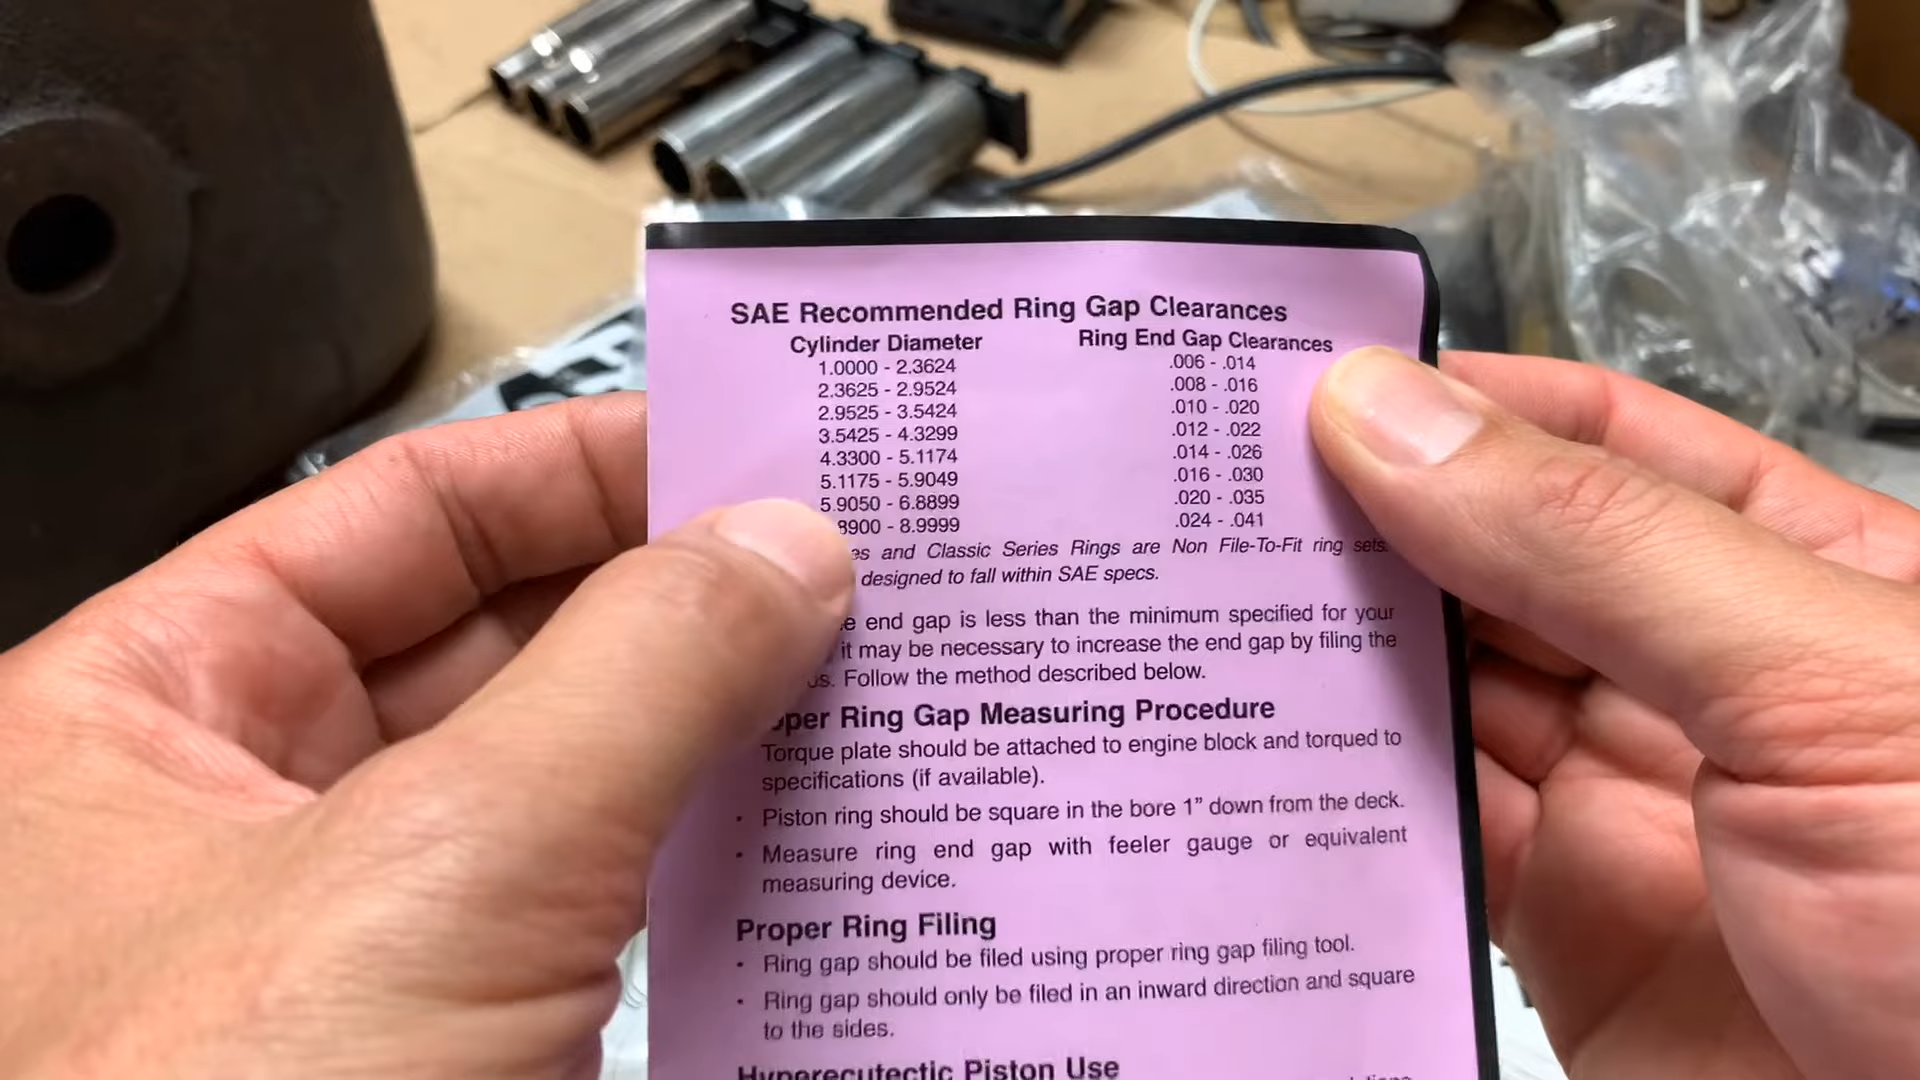 SAE Recommended Ring Gap Clearances
Cylinder Diameter Ring End Gap Clearances
1.0000 - 2.3624 .006 - .014
2.3625 - 2.9524 .008 - .016
2.9525 - 3.5424 .010 - .020
3.5425 - 4.3299 .012 - .022
4.3300 - 5.1174 .014 - .026
5.1175 - 5.9049 .016 - .030
5.9050 - 6.8899 .020 - .035
8900 - 8.9999 .024 - .041
and Classic Series Rings are Non File-To-Fit ring sets.
designed to fall within SAE specs.
end gap is less than the minimum specified for your
it may be necessary to increase the end gap by filing the
Follow the method described below.
Ring Gap Measuring Procedure
Torque plate should be attached to engine block and torqued to
specifications (if available).
• Piston ring should be square in the bore 1” down from the deck.
• Measure ring end gap with feeler gauge or equivalent
measuring device.
Proper Ring Filing
• Ring gap should be filed using proper ring gap filing tool.
• Ring gap should only be filed in an inward direction and square
to the sides.
Hypereutectic Piston Use